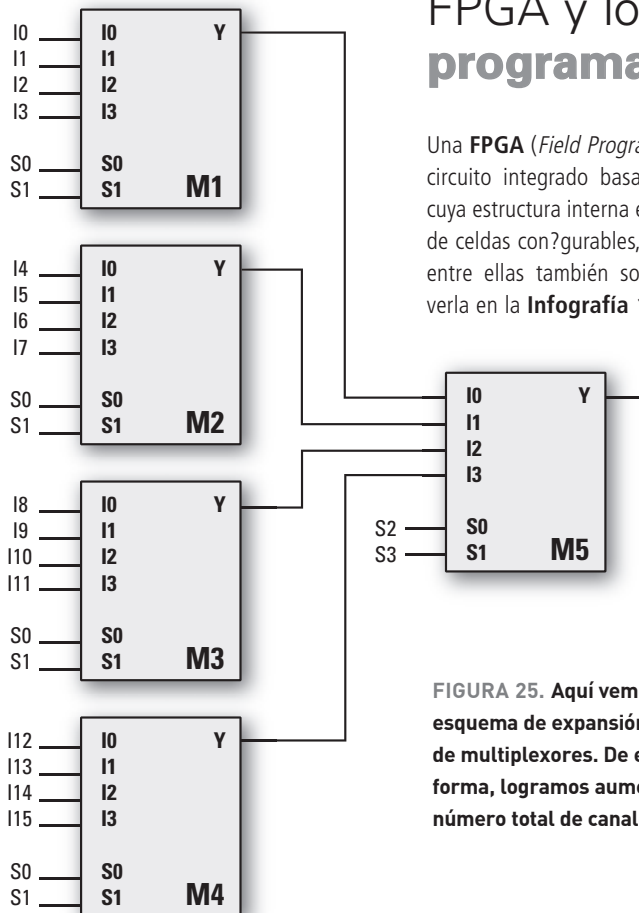 FPGA y lo
programa
Una FPGA (Field Progra
circuito integrado basa
cuya estructura interna e
de celdas con?gurables,
entre ellas también so
verla en la Infografía
I0 I0 Y
I1 I1
I2 I2
I3 I3
S0 S0
S1 S1 M1
I4 I0 Y
I5 I1
I6 I2
I7 I3
S0 S0
S1 S1 M2
I8 I0 Y
I9 I1
I10 I2
I11 I3
S0 S0
S1 S1 M3
I12 I0 Y
I13 I1
I14 I2
I15 I3
S0 S0
S1 S1 M4
I0 Y
I1
I2
I3
S2 S0
S3 S1 M5
FIGURA 25. Aquí vem
esquema de expansión
de multiplexores. De e
forma, logramos aume
número total de canal